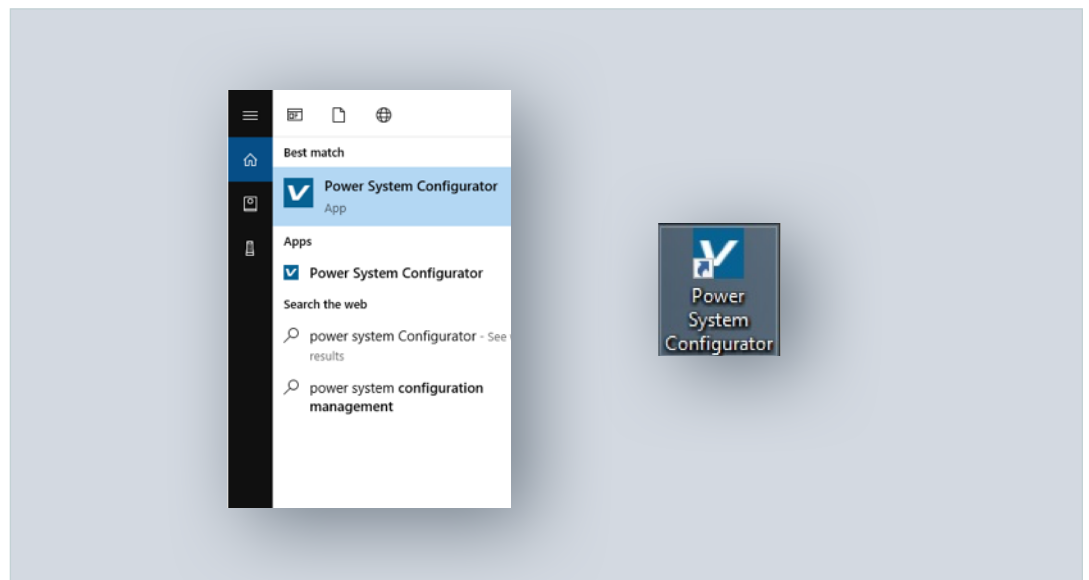 Best match
Power System Configurator
App
Apps
Power System Configurator
Search the web
power system Configurator - See
results
power system configuration
management
Power
System
Configurator